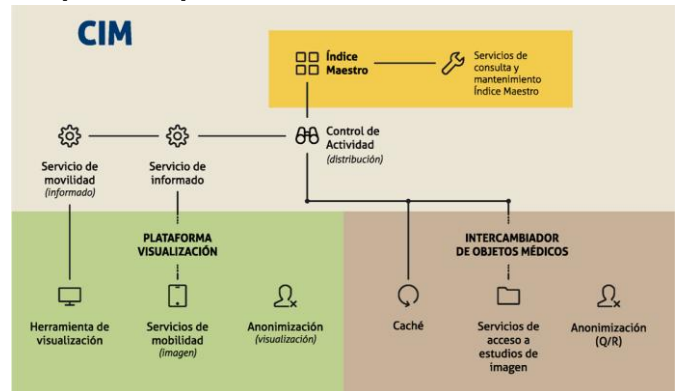 CIM
Índice
Maestro
Servicios de
consulta y
mantenimiento
Índice Maestro
Control de
Actividad
(distribución)
Servicio de
movilidad
(informado)
Servicio de
informado
PLATAFORMA
VISUALIZACIÓN
INTERCAMBIADOR
DE OBJETOS MÉDICOS
Herramienta de
visualización
Servicios de
mobilidad
(imagen)
Anonimización
(visualización)
Caché
Servicios de
acceso a
estudios de
imagen
Anonimización
(Q/R)